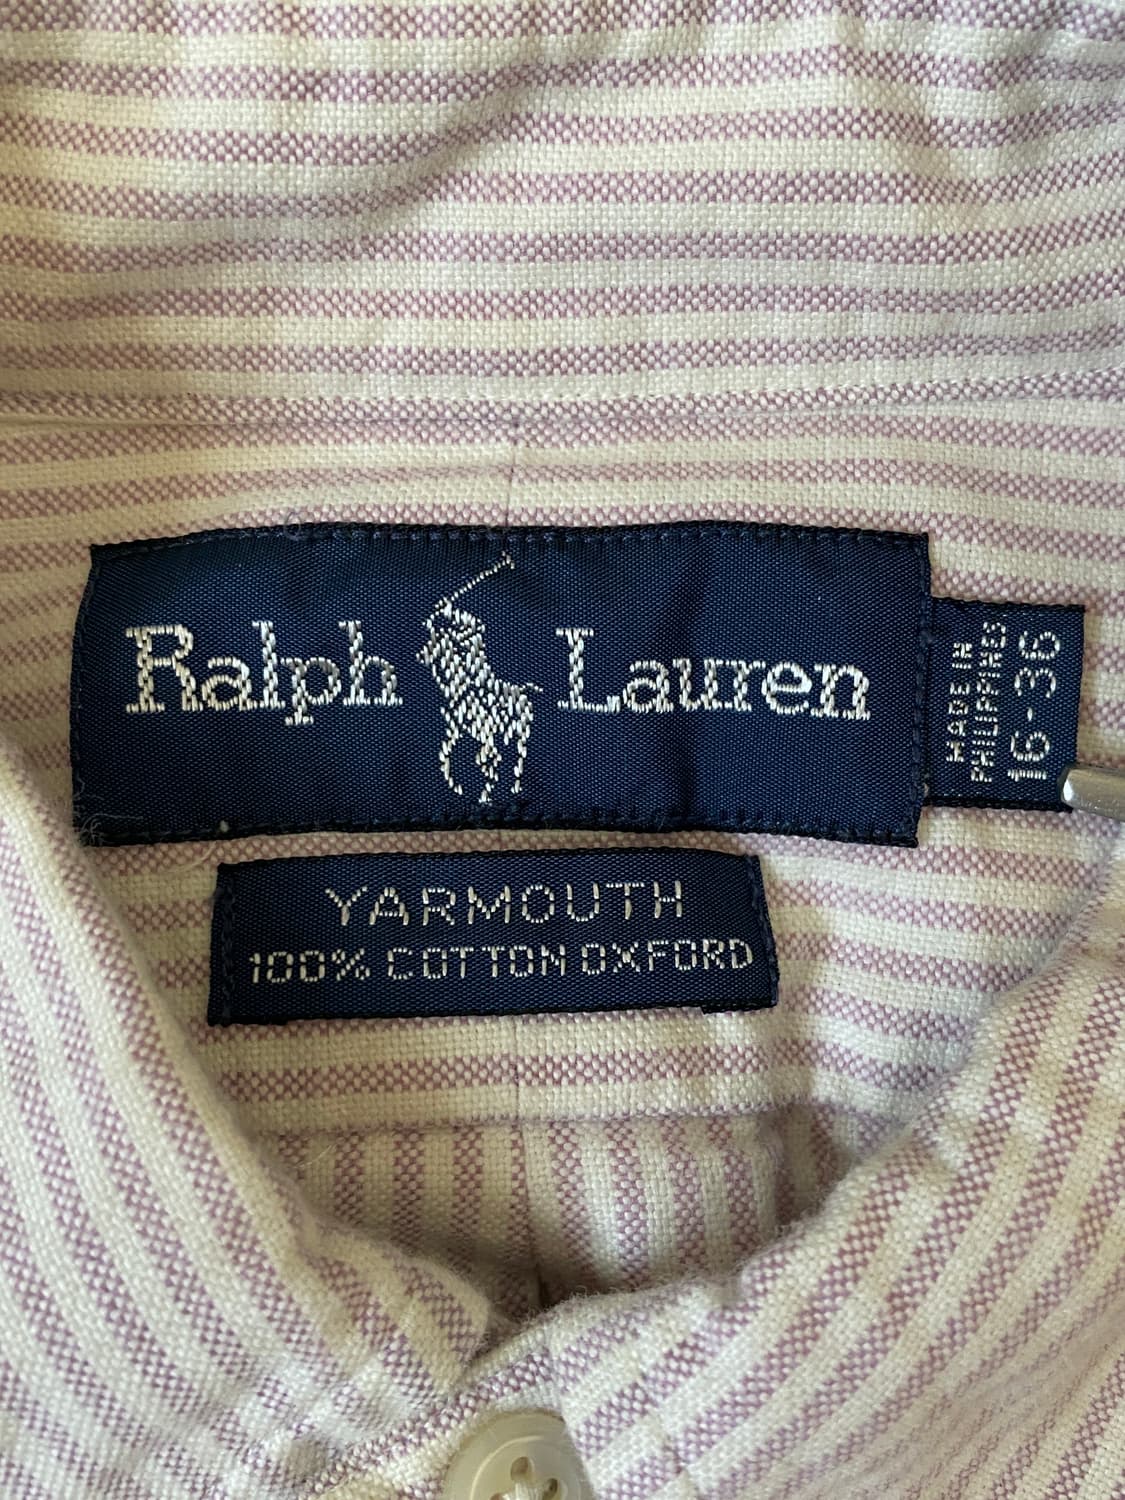 Ralph Lauren
MADE IN
PHILIPPINES
16-36
YARMOUTH
100% COTTON OXFORD